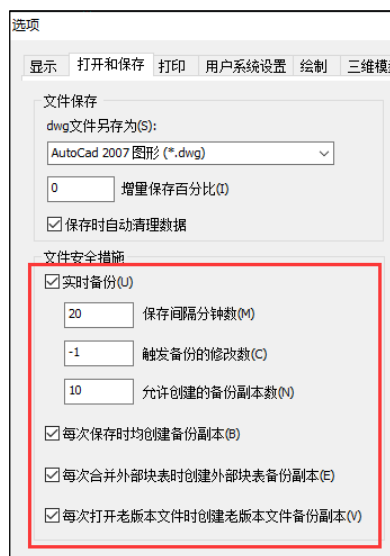 选项
显示 打开和保存 打印 用户系统设置 绘制 三维模
文件保存
dwg文件另存为(S):
AutoCad 2007 图形 (*.dwg)
0 增量保存百分比(I)
保存时自动清理数据
文件安全措施
实时备份(U)
20 保存间隔分钟数(M)
-1 触发备份的修改数(C)
10 允许创建的备份副本数(N)
每次保存时均创建备份副本(B)
每次合并外部块表时创建外部块表备份副本(E)
每次打开老版本文件时创建老版本文件备份副本(V)